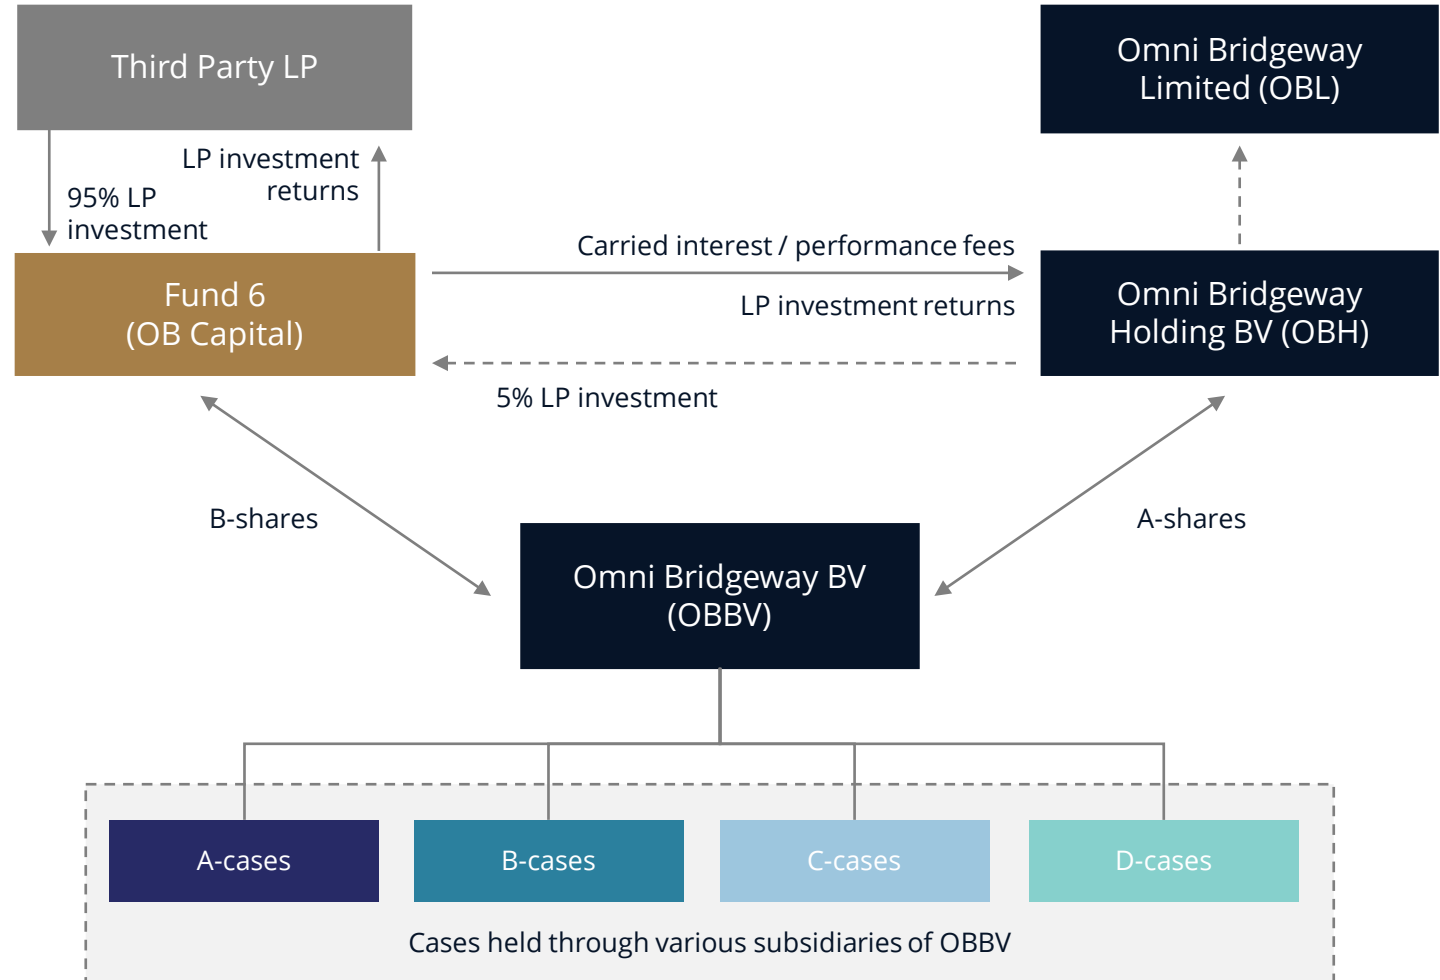 Third Party LP
Omni Bridgeway
Limited (OBL)
LP investment
returns
95% LP
investment
Carried interest / performance fees
LP investment returns
Fund 6
(OB Capital)
Omni Bridgeway
Holding BV (OBH)
5% LP investment
B-shares
A-shares
Omni Bridgeway BV
(OBBV)
A-cases
B-cases
C-cases
D-cases
Cases held through various subsidiaries of OBBV